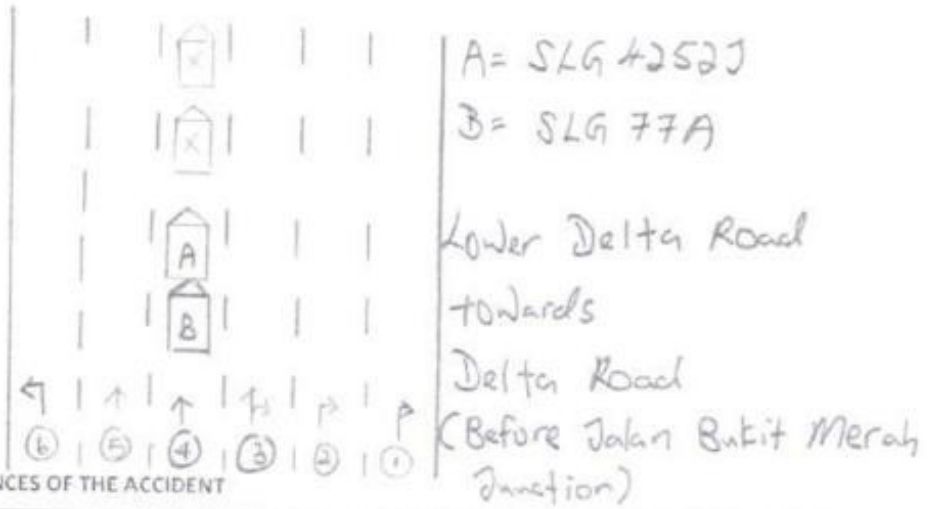 X
X
A
B
6 5 4 3 2 1
A= SLG 4252J
B= SLG 77A
Lower Delta Road
towards
Delta Road
(Before Jalan Bukit Merah
Junction)
NCES OF THE ACCIDENT